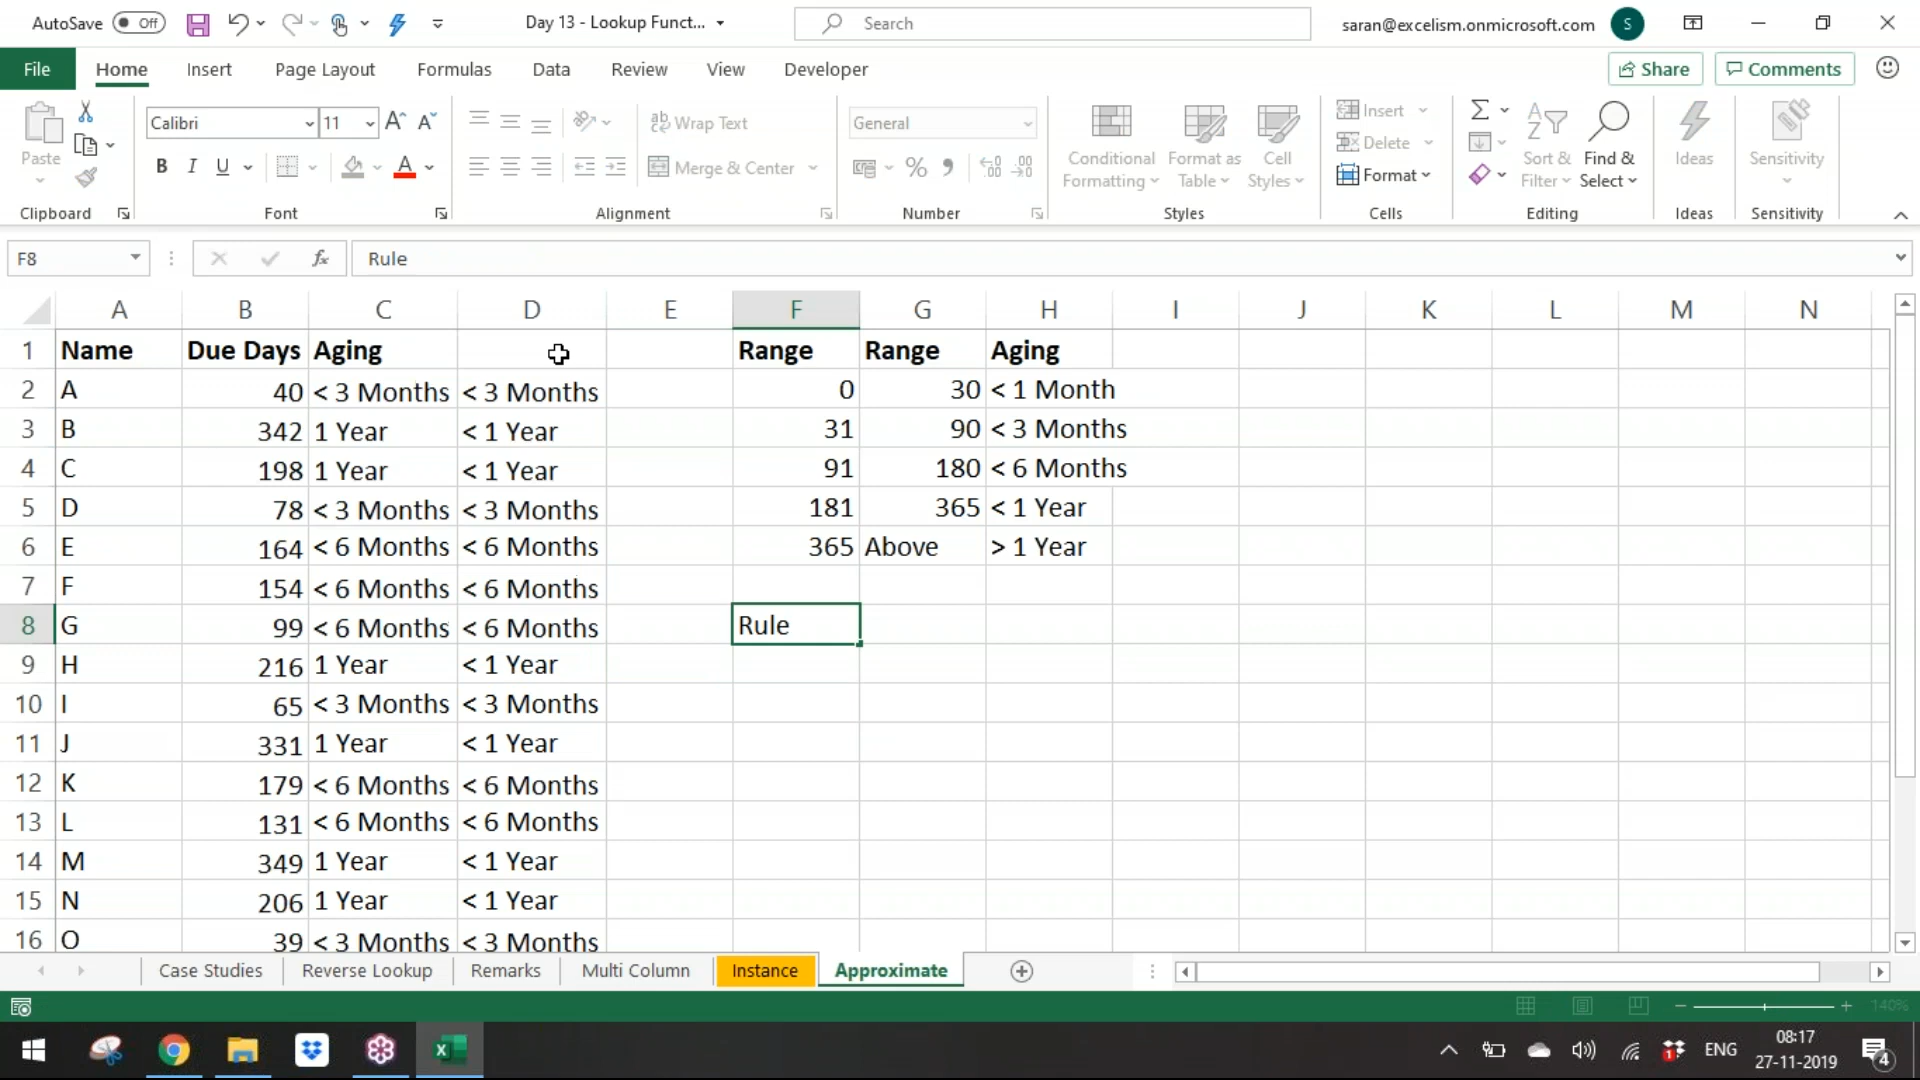 AutoSave Off Day 13 - Lookup Funct... Search saran@excelism.onmicrosoft.com S
File Home Insert Page Layout Formulas Data Review View Developer Share Comments
Paste Calibri 11 A A ab Wrap Text General Conditional Formatting Format as Table Cell Styles Insert Delete Format Sort & Filter Find & Select Ideas Sensitivity
B I U A Merge & Center % 9
Clipboard Font Alignment Number Styles Cells Editing Ideas Sensitivity
F8 fx Rule
A B C D E F G H I J K L M N
1 Name Due Days Aging Range Range Aging
2 A 40 < 3 Months < 3 Months 0 30 < 1 Month
3 B 342 1 Year < 1 Year 31 90 < 3 Months
4 C 198 1 Year < 1 Year 91 180 < 6 Months
5 D 78 < 3 Months < 3 Months 181 365 < 1 Year
6 E 164 < 6 Months < 6 Months 365 Above > 1 Year
7 F 154 < 6 Months < 6 Months
8 G 99 < 6 Months < 6 Months Rule
9 H 216 1 Year < 1 Year
10 I 65 < 3 Months < 3 Months
11 J 331 1 Year < 1 Year
12 K 179 < 6 Months < 6 Months
13 L 131 < 6 Months < 6 Months
14 M 349 1 Year < 1 Year
15 N 206 1 Year < 1 Year
16 O 39 < 3 Months < 3 Months
Case Studies Reverse Lookup Remarks Multi Column Instance Approximate
140%
ENG 08:17
27-11-2019 4